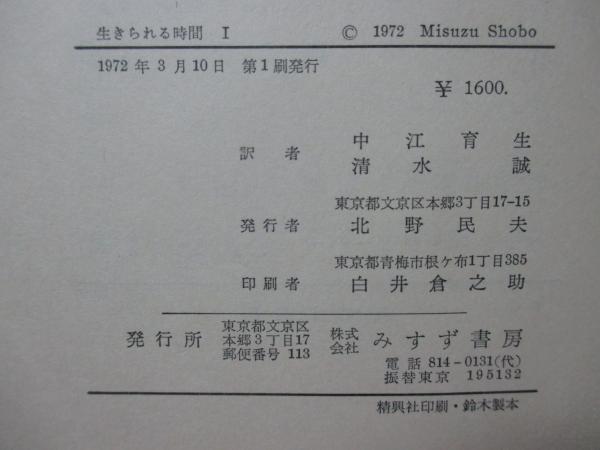 生きられる時間 I © 1972 Misuzu Shobo
1972年3月10日 第1刷発行
¥ 1600.
訳者 中江育生
清水誠
東京都文京区本郷3丁目17-15
発行者 北野民夫
東京都青梅市根ケ布1丁目385
印刷者 白井倉之助
発行所 東京都文京区本郷3丁目17郵便番号 113 株式会社 みすず書房
電話 814-0131(代)
振替東京 195132
精興社印刷・鈴木製本